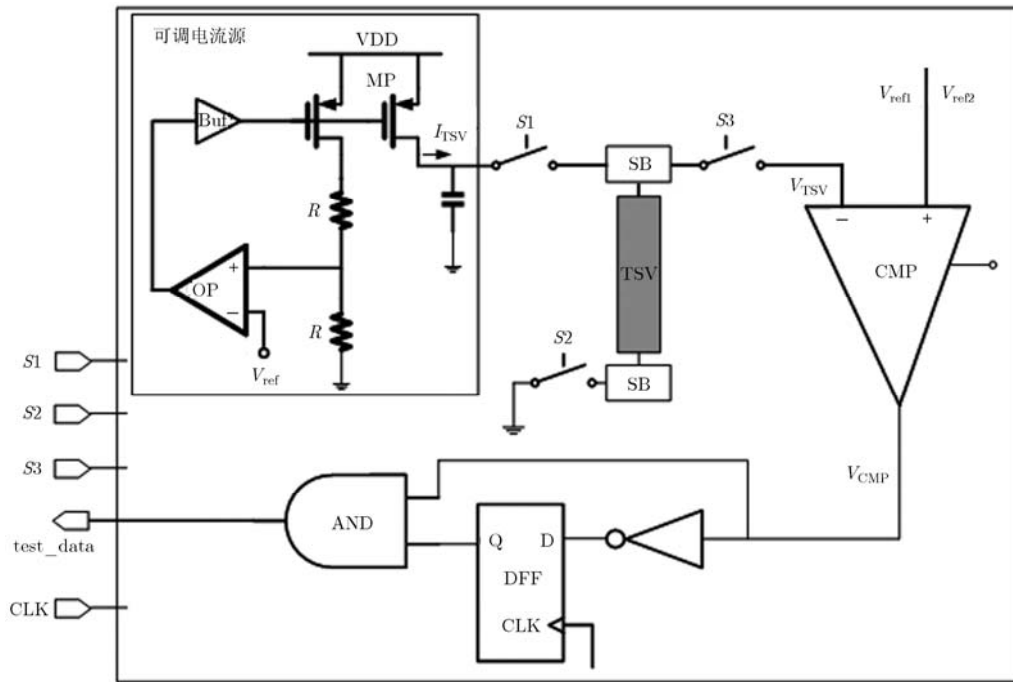 可调电流源
VDD
MP
Buf
I_TSV
S1
S3
V_ref1
V_ref2
R
SB
V_TSV
−
+
+
OP
−
TSV
CMP
R
S2
V_ref
SB
S1
S2
S3
V_CMP
AND
test_data
Q
D
DFF
CLK
CLK